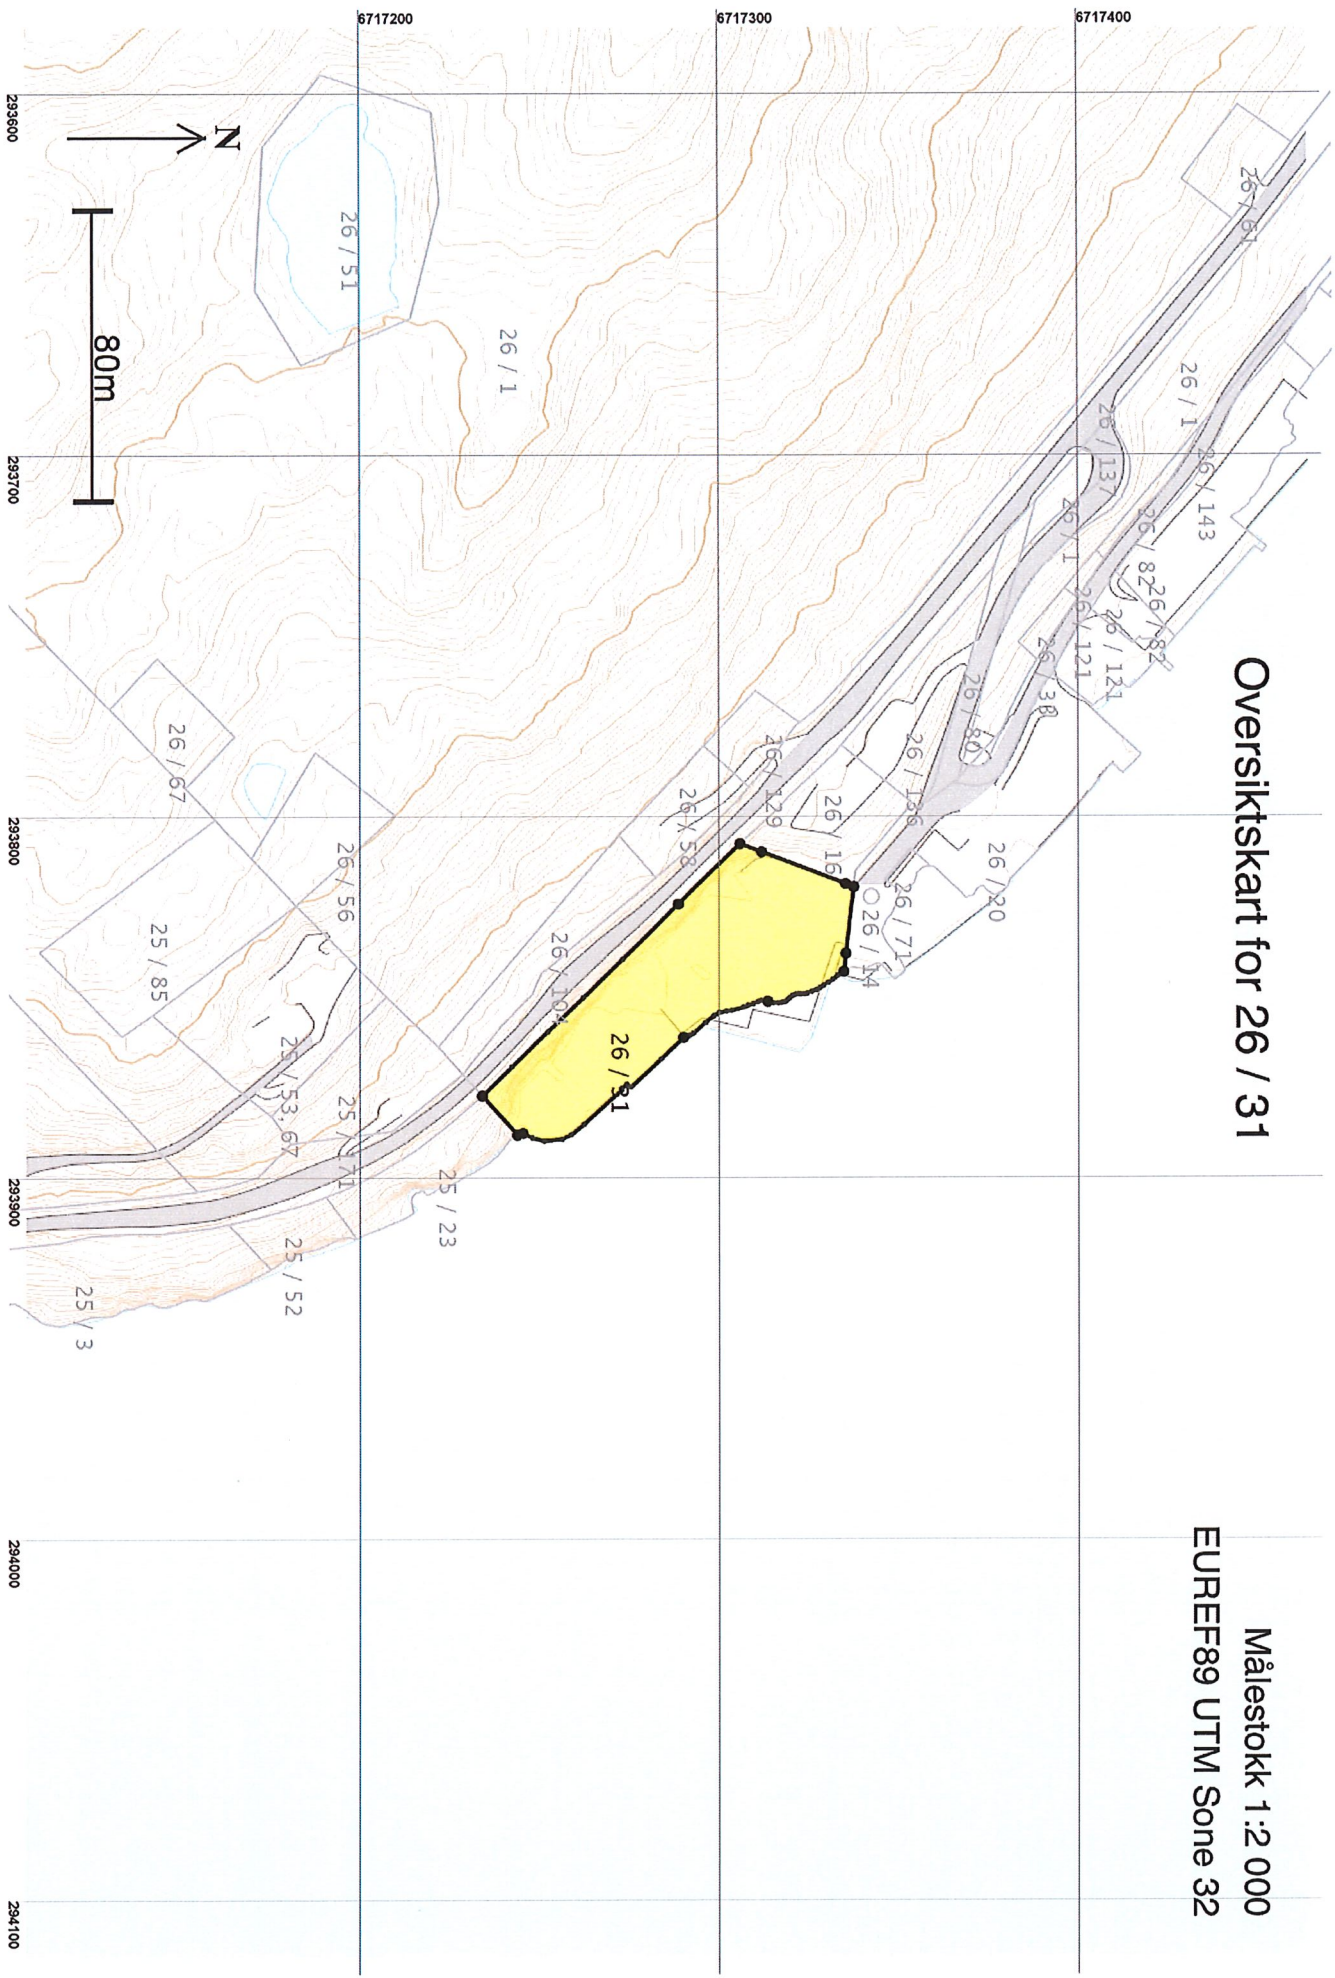 Oversiktskart for 26 / 31
Målestokk 1:2 000
EUREF89 UTM Sone 32
6717400
6717300
6717200
293600
293700
293800
293900
294000
294100
N
80m
26 / 61
26 / 1
26 / 143
26 / 137
26 / 1
26 / 82
26 / 82
26 / 121
26 / 121
26 / 38
26 / 80
26 / 136
26 / 20
26 / 16
26 / 71
26 / 14
26 / 129
26 / 58
26 / 104
26 / 31
26 / 1
26 / 51
26 / 67
26 / 56
25 / 85
25 / 53, 67
25 / 171
25 / 23
25 / 52
25 / 3